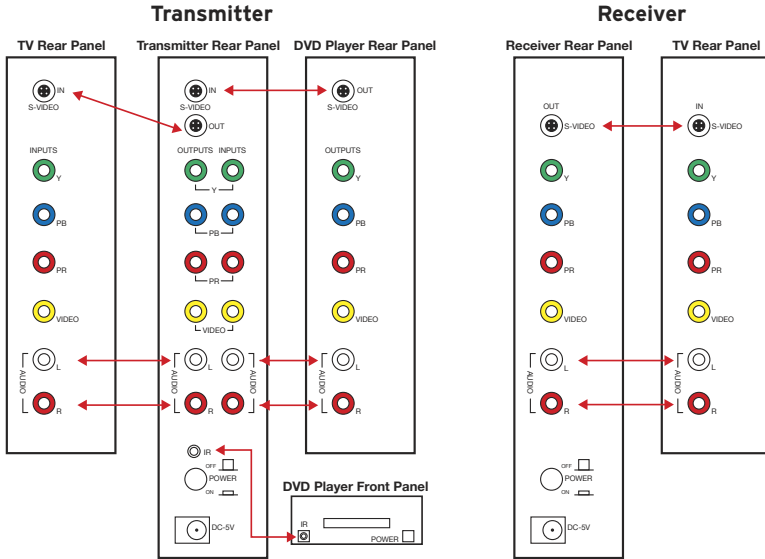 Transmitter
Receiver
TV Rear Panel
Transmitter Rear Panel
DVD Player Rear Panel
Receiver Rear Panel
TV Rear Panel
IN
S-VIDEO
INPUTS
Y
PB
PR
VIDEO
L
AUDIO
R
IN
S-VIDEO
OUT
OUTPUTS INPUTS
Y
PB
PR
VIDEO
AUDIO
L
AUDIO
R
IR
OFF
POWER
ON
DC-5V
OUT
S-VIDEO
OUTPUTS
Y
PB
PR
VIDEO
L
AUDIO
R
DVD Player Front Panel
IR
POWER
OUT
S-VIDEO
Y
PB
PR
VIDEO
L
AUDIO
R
OFF
POWER
ON
DC-5V
IN
S-VIDEO
Y
PB
PR
VIDEO
L
AUDIO
R